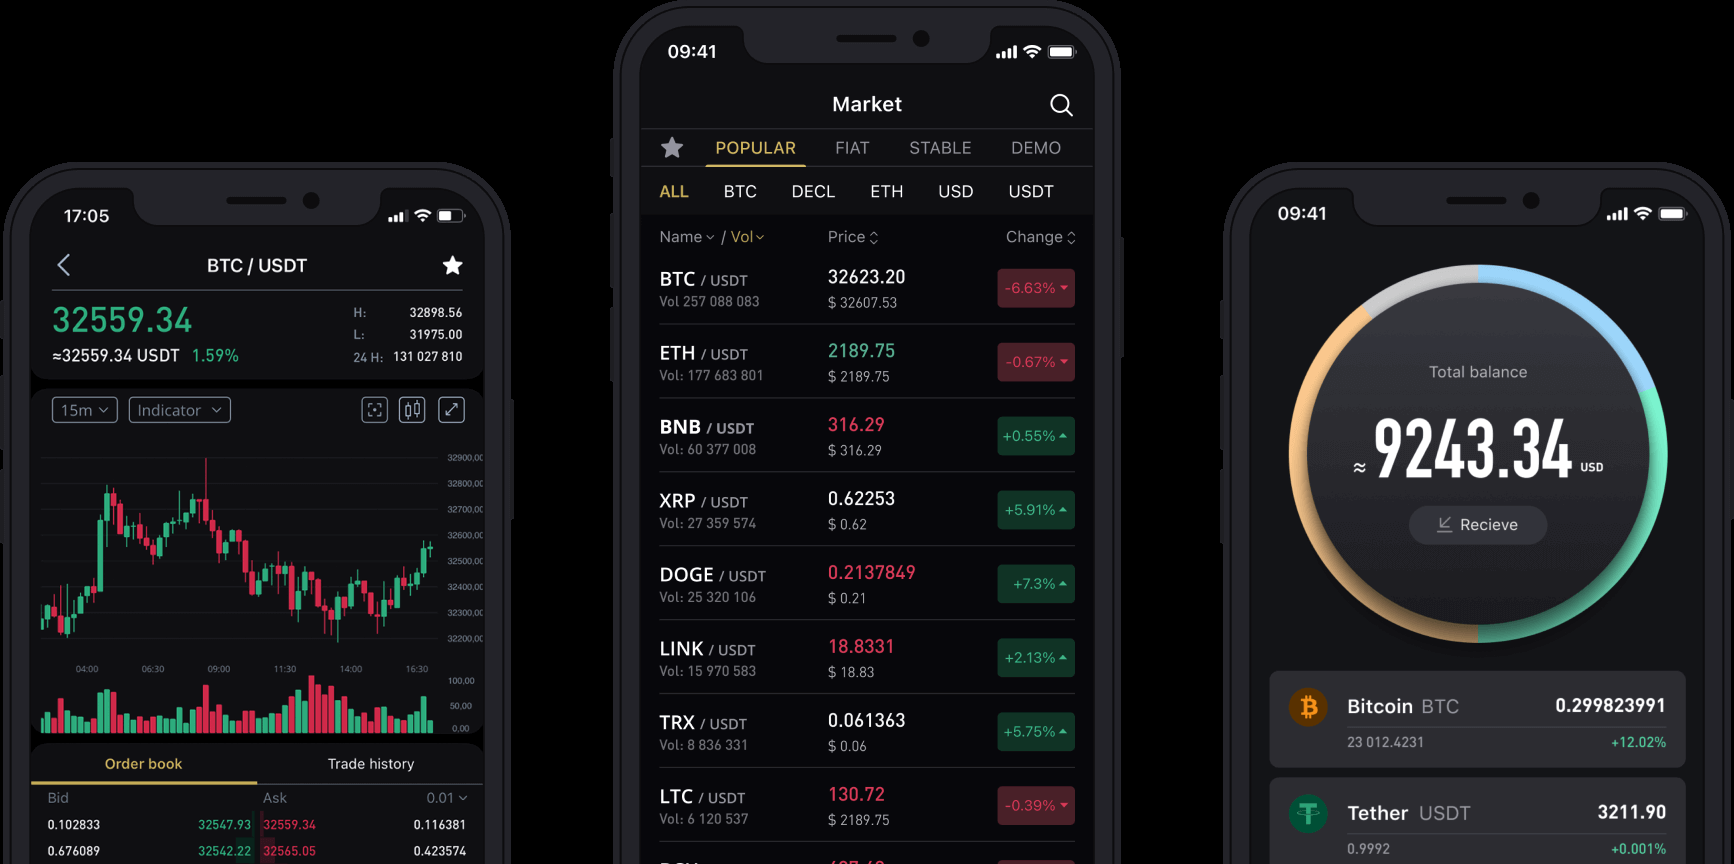 17:05
BTC / USDT
32559.34
≈32559.34 USDT 1.59%
H: 32898.56
L: 31975.00
24 H: 131 027 810
15m Indicator
32900,00
32800,00
32700,00
32600,00
32500,00
32400,00
32300,00
32200,00
04:00 06:30 09:00 11:30 14:00 16:30
100,00
50,00
0,00
Order book Trade history
Bid Ask 0.01
0.102833 32547.93 32559.34 0.116381
0.676089 32542.22 32565.05 0.423574
09:41
Market
POPULAR FIAT STABLE DEMO
ALL BTC DECL ETH USD USDT
Name / Vol Price Change
BTC / USDT 32623.20 -6.63%
Vol 257 088 083 $ 32607.53
ETH / USDT 2189.75 -0.67%
Vol: 177 683 801 $ 2189.75
BNB / USDT 316.29 +0.55%
Vol: 60 377 008 $ 316.29
XRP / USDT 0.62253 +5.91%
Vol: 27 359 574 $ 0.62
DOGE / USDT 0.2137849 +7.3%
Vol: 25 320 106 $ 0.21
LINK / USDT 18.8331 +2.13%
Vol: 15 970 583 $ 18.83
TRX / USDT 0.061363 +5.75%
Vol: 8 836 331 $ 0.06
LTC / USDT 130.72 -0.39%
Vol: 6 120 537 $ 2189.75
09:41
Total balance
≈ 9243.34 USD
Recieve
Bitcoin BTC 0.299823991
23 012.4231 +12.02%
Tether USDT 3211.90
0.9992 +0.001%